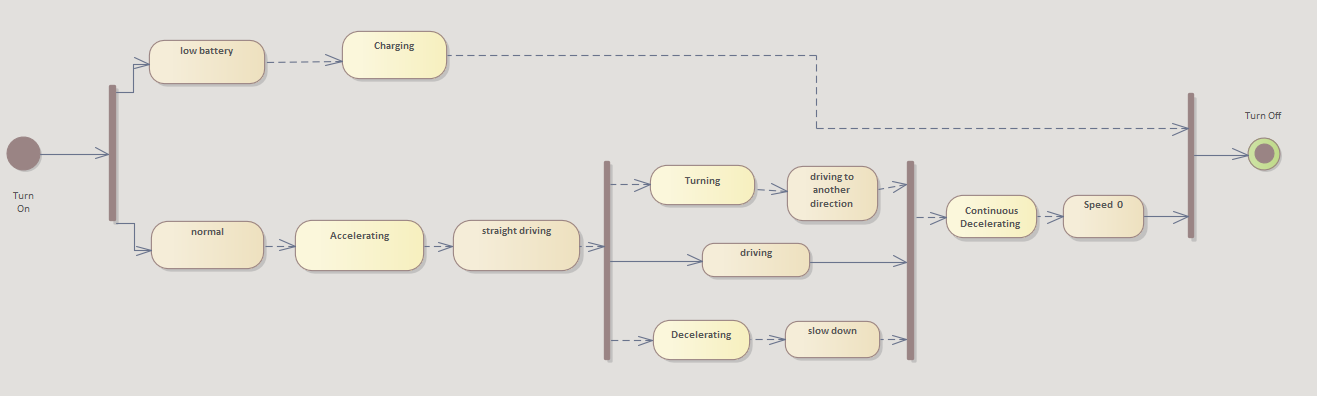 low battery
Charging
Turn Off
Turn
On
normal
Accelerating
straight driving
Turning
driving to
another
direction
driving
Decelerating
slow down
Continuous
Decelerating
Speed  0